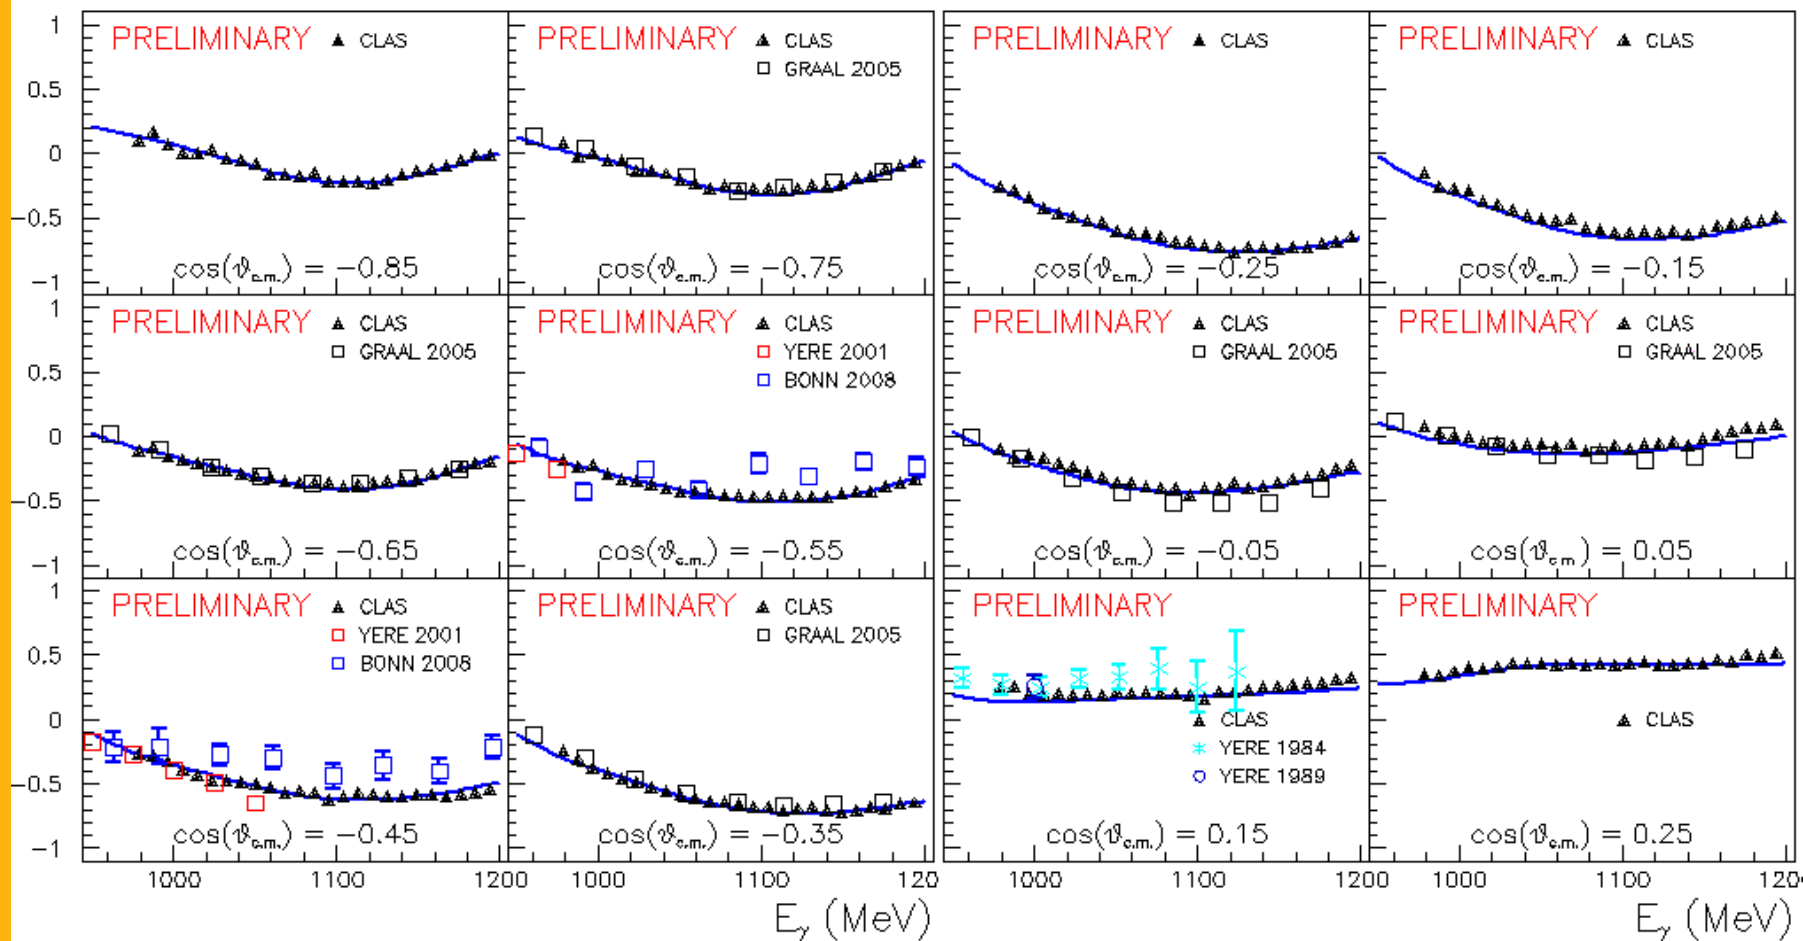 PRELIMINARY ▲ CLAS
PRELIMINARY ▲ CLAS
□ GRAAL 2005
PRELIMINARY ▲ CLAS
PRELIMINARY ▲ CLAS
1
0.5
0
−0.5
−1
cos(ϑc.m.) = −0.85
cos(ϑc.m.) = −0.75
cos(ϑc.m.) = −0.25
cos(ϑc.m.) = −0.15
PRELIMINARY ▲ CLAS
□ GRAAL 2005
PRELIMINARY ▲ CLAS
□ YERE 2001
□ BONN 2008
PRELIMINARY ▲ CLAS
□ GRAAL 2005
PRELIMINARY ▲ CLAS
□ GRAAL 2005
1
0.5
0
−0.5
−1
cos(ϑc.m.) = −0.65
cos(ϑc.m.) = −0.55
cos(ϑc.m.) = −0.05
cos(ϑc.m) = 0.05
PRELIMINARY ▲ CLAS
□ YERE 2001
□ BONN 2008
PRELIMINARY ▲ CLAS
□ GRAAL 2005
PRELIMINARY
▲ CLAS
✳ YERE 1984
○ YERE 1989
PRELIMINARY
▲ CLAS
1
0.5
0
−0.5
−1
cos(ϑc.m.) = −0.45
cos(ϑc.m.) = −0.35
cos(ϑc.m.) = 0.15
cos(ϑc.m.) = 0.25
1000 1100 1200 1000 1100 120
1000 1100 1200 1000 1100 120
Eγ (MeV)
Eγ (MeV)